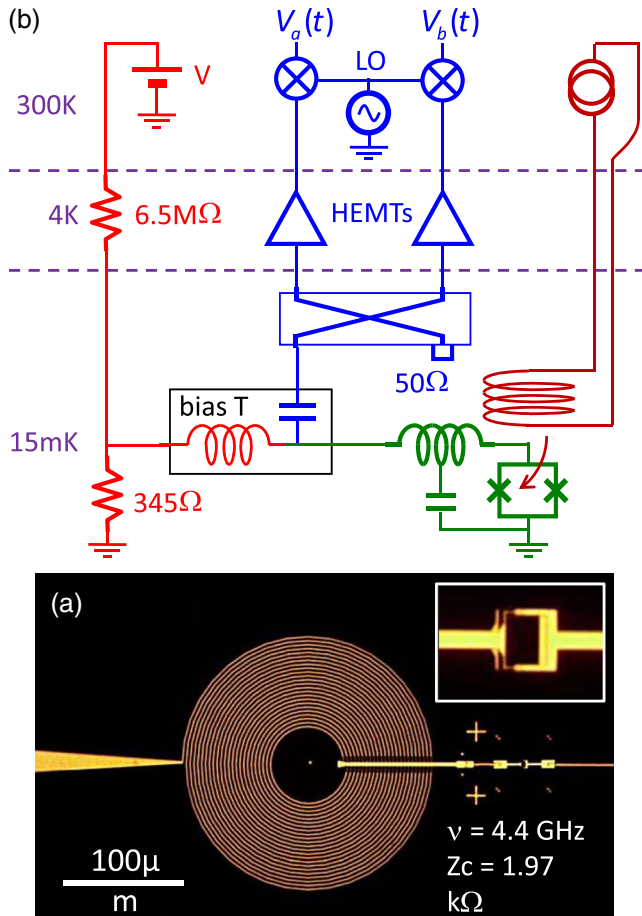 (b)
V_a(t)
V_b(t)
LO
V
300K
4K
6.5MΩ
HEMTs
50Ω
bias T
15mK
345Ω
(a)
100μ
m
ν = 4.4 GHz
Zc = 1.97
kΩ